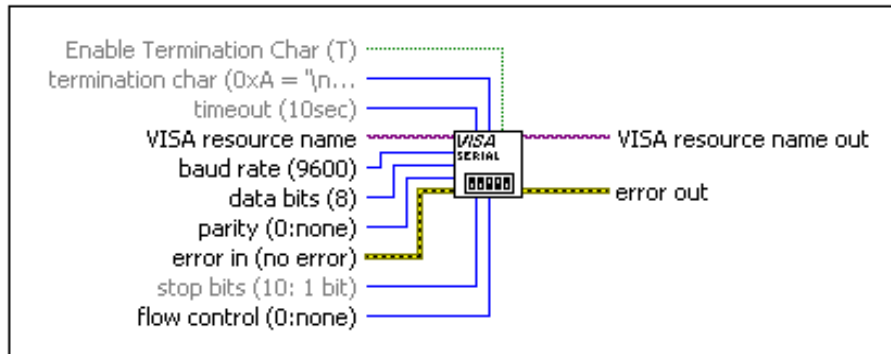 Enable Termination Char (T)
termination char (0xA = "\n...
timeout (10sec)
VISA resource name
baud rate (9600)
data bits (8)
parity (0:none)
error in (no error)
stop bits (10: 1 bit)
flow control (0:none)
VISA
SERIAL
VISA resource name out
error out